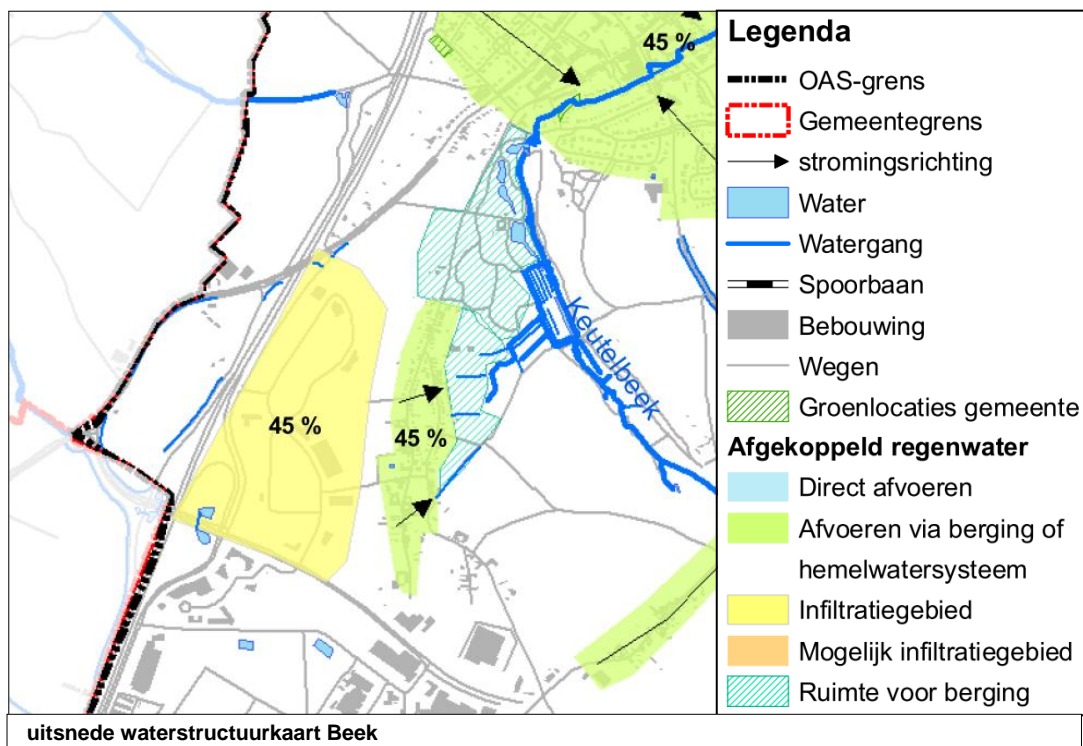 45 %
45 %
45 %
Keutelbeek
Legenda
OAS-grens
Gemeentegrens
stromingsrichting
Water
Watergang
Spoorbaan
Bebouwing
Wegen
Groenlocaties gemeente
Afgekoppeld regenwater
Direct afvoeren
Afvoeren via berging of
hemelwatersysteem
Infiltratiegebied
Mogelijk infiltratiegebied
Ruimte voor berging
uitsnede waterstructuurkaart Beek